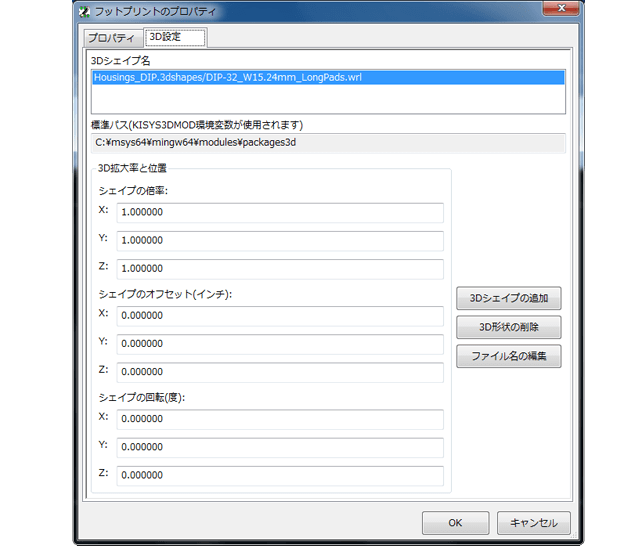 フットプリントのプロパティ
プロパティ
3D設定
3Dシェイプ名
Housings_DIP.3dshapes/DIP-32_W15.24mm_LongPads.wrl
標準パス(KISYS3DMOD環境変数が使用されます)
C:¥msys64¥mingw64¥modules¥packages3d
3D拡大率と位置
シェイプの倍率:
X: 1.000000
Y: 1.000000
Z: 1.000000
シェイプのオフセット(インチ):
X: 0.000000
Y: 0.000000
Z: 0.000000
シェイプの回転(度):
X: 0.000000
Y: 0.000000
Z: 0.000000
3Dシェイプの追加
3D形状の削除
ファイル名の編集
OK
キャンセル